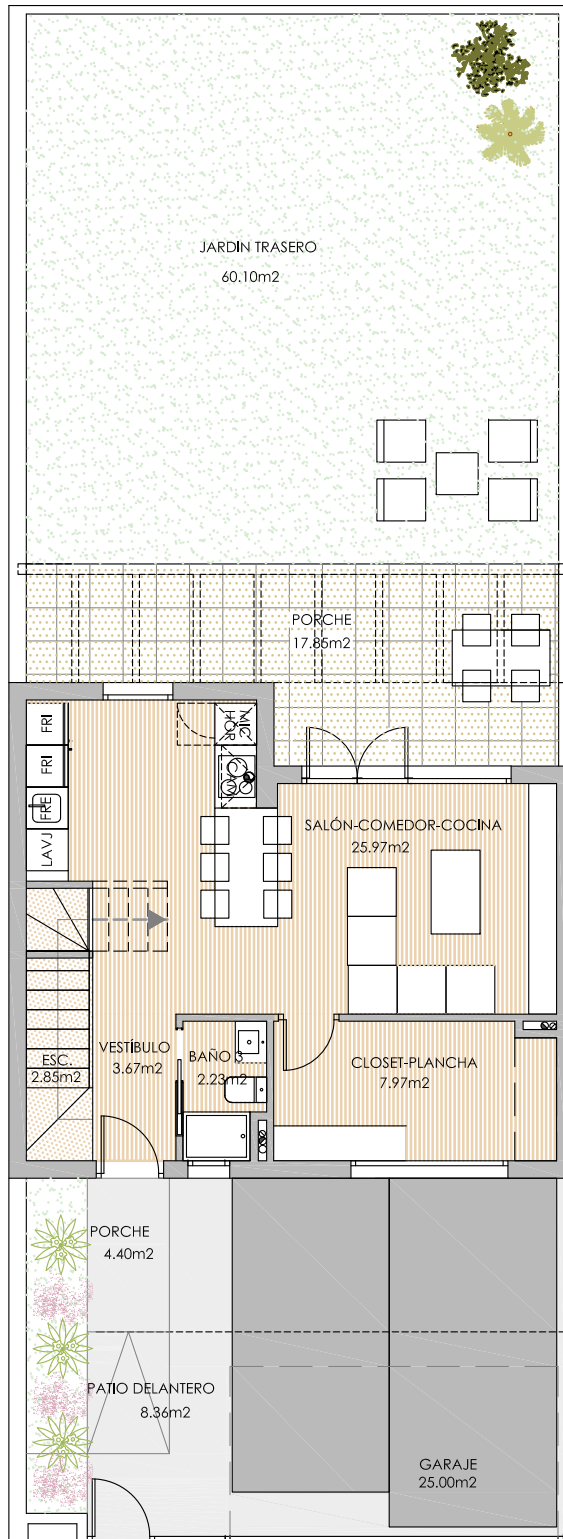 JARDIN TRASERO
60.10m2
PORCHE
17.85m2
FRI
FRI
FRE
LAVJ
MIC
HOR
SALÓN-COMEDOR-COCINA
25.97m2
ESC.
2.85m2
VESTÍBULO
3.67m2
BAÑO 3
2.23m2
CLOSET-PLANCHA
7.97m2
PORCHE
4.40m2
PATIO DELANTERO
8.36m2
GARAJE
25.00m2